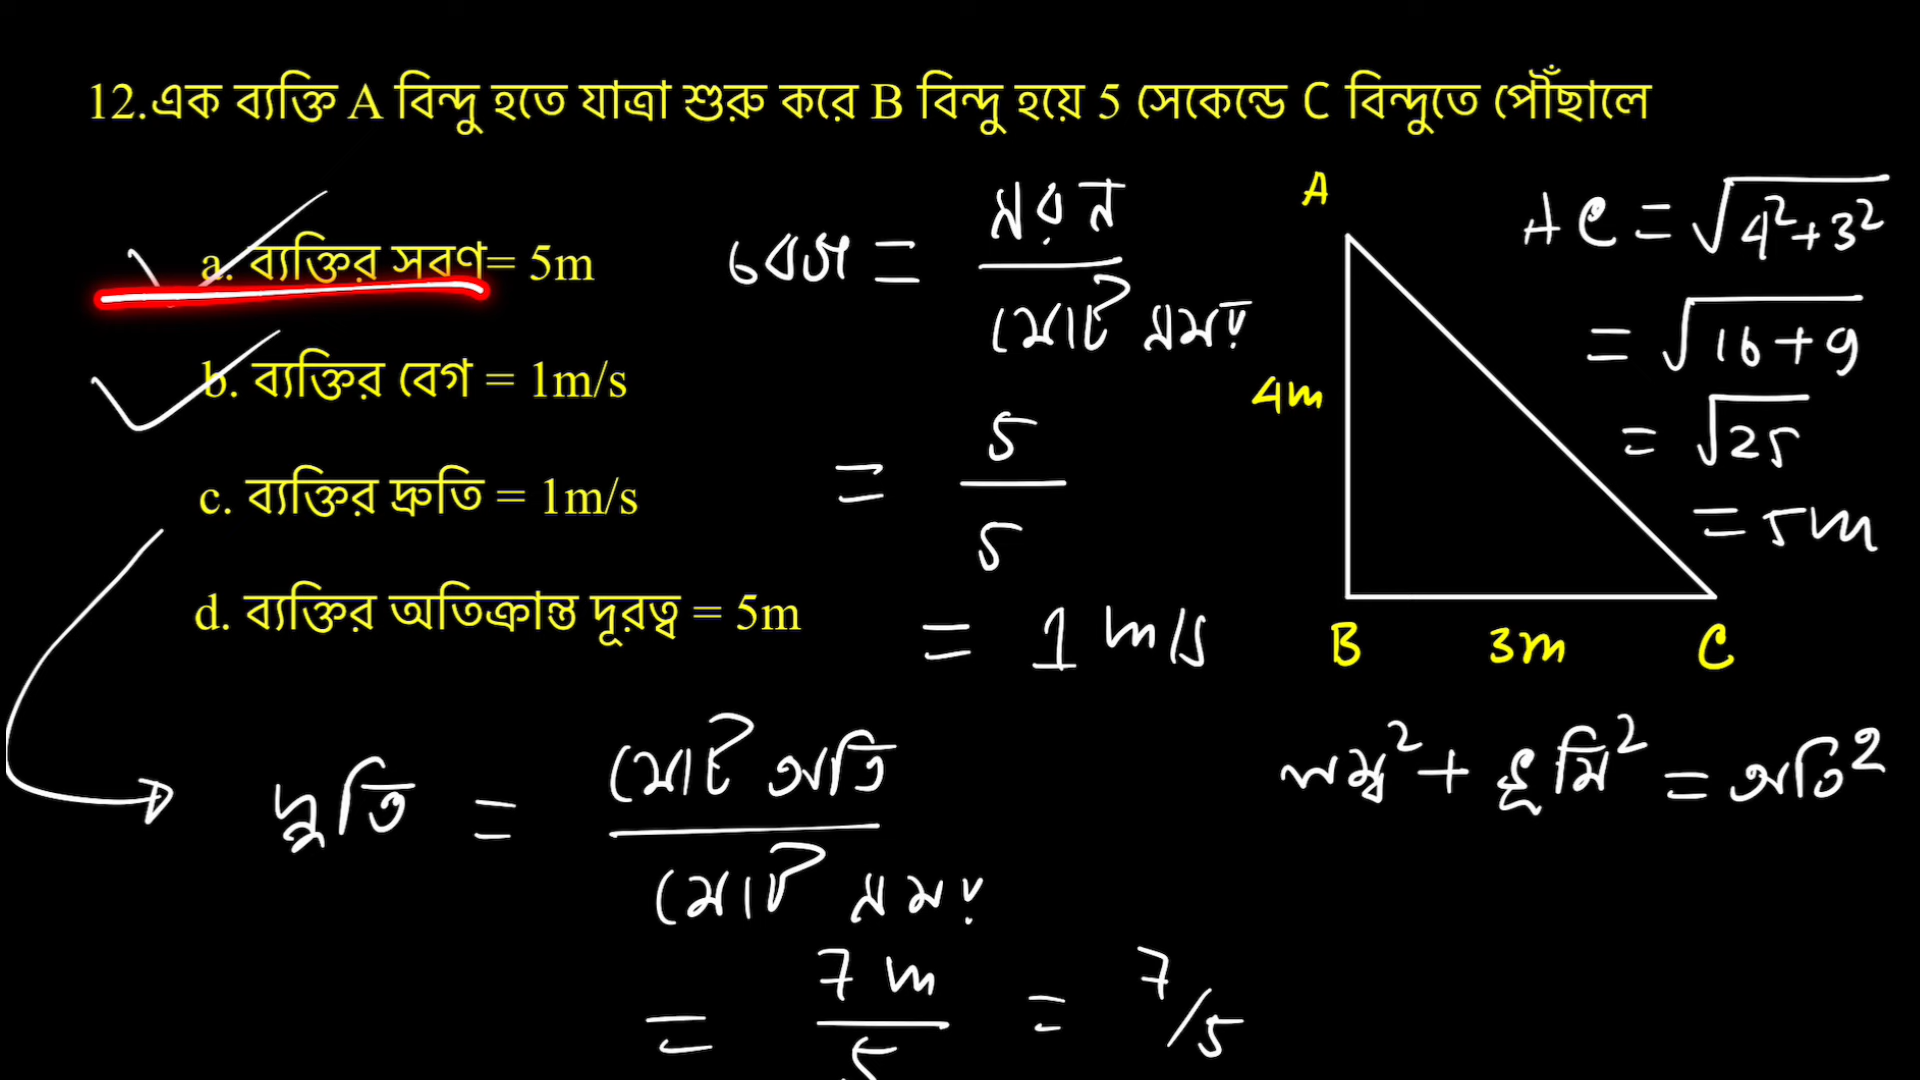 12.এক ব্যক্তি A বিন্দু হতে যাত্রা শুরু করে B বিন্দু হয়ে 5 সেকেন্ডে C বিন্দুতে পৌঁছালে
a. ব্যক্তির সরণ= 5m
b. ব্যক্তির বেগ = 1m/s
c. ব্যক্তির দ্রুতি = 1m/s
d. ব্যক্তির অতিক্রান্ত দূরত্ব = 5m
বেগ = সরন / মোট সময়
= 5/5
= 1 m/s
A
4m
B 3m C
AC = √4²+3²
= √16+9
= √25
= 5m
লম্ব² + ভূমি² = অতি²
দ্রুতি = মোট অতি / মোট সময়
= 7m/5 = 7/5